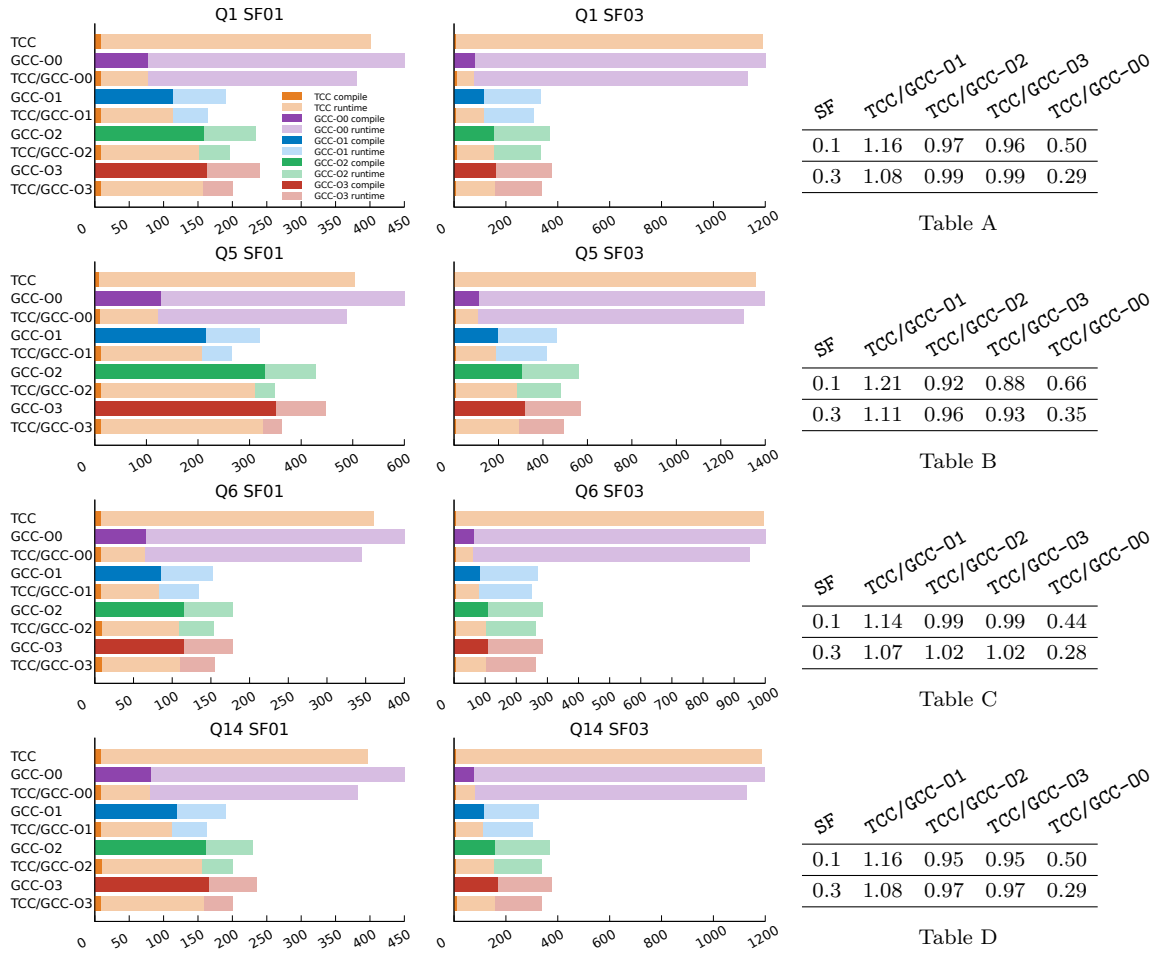 Q1 SF01
TCC
GCC-O0
TCC/GCC-O0
GCC-O1
TCC/GCC-O1
GCC-O2
TCC/GCC-O2
GCC-O3
TCC/GCC-O3
TCC compile
TCC runtime
GCC-O0 compile
GCC-O0 runtime
GCC-O1 compile
GCC-O1 runtime
GCC-O2 compile
GCC-O2 runtime
GCC-O3 compile
GCC-O3 runtime
0 50 100 150 200 250 300 350 400 450
Q1 SF03
0 200 400 600 800 1000 1200
SF TCC/GCC-O1 TCC/GCC-O2 TCC/GCC-O3 TCC/GCC-O0
0.1 1.16 0.97 0.96 0.50
0.3 1.08 0.99 0.99 0.29
Table A
Q5 SF01
TCC
GCC-O0
TCC/GCC-O0
GCC-O1
TCC/GCC-O1
GCC-O2
TCC/GCC-O2
GCC-O3
TCC/GCC-O3
0 100 200 300 400 500 600
Q5 SF03
0 200 400 600 800 1000 1200 1400
SF TCC/GCC-O1 TCC/GCC-O2 TCC/GCC-O3 TCC/GCC-O0
0.1 1.21 0.92 0.88 0.66
0.3 1.11 0.96 0.93 0.35
Table B
Q6 SF01
TCC
GCC-O0
TCC/GCC-O0
GCC-O1
TCC/GCC-O1
GCC-O2
TCC/GCC-O2
GCC-O3
TCC/GCC-O3
0 50 100 150 200 250 300 350 400
Q6 SF03
0 100 200 300 400 500 600 700 800 900 1000
SF TCC/GCC-O1 TCC/GCC-O2 TCC/GCC-O3 TCC/GCC-O0
0.1 1.14 0.99 0.99 0.44
0.3 1.07 1.02 1.02 0.28
Table C
Q14 SF01
TCC
GCC-O0
TCC/GCC-O0
GCC-O1
TCC/GCC-O1
GCC-O2
TCC/GCC-O2
GCC-O3
TCC/GCC-O3
0 50 100 150 200 250 300 350 400 450
Q14 SF03
0 200 400 600 800 1000 1200
SF TCC/GCC-O1 TCC/GCC-O2 TCC/GCC-O3 TCC/GCC-O0
0.1 1.16 0.95 0.95 0.50
0.3 1.08 0.97 0.97 0.29
Table D